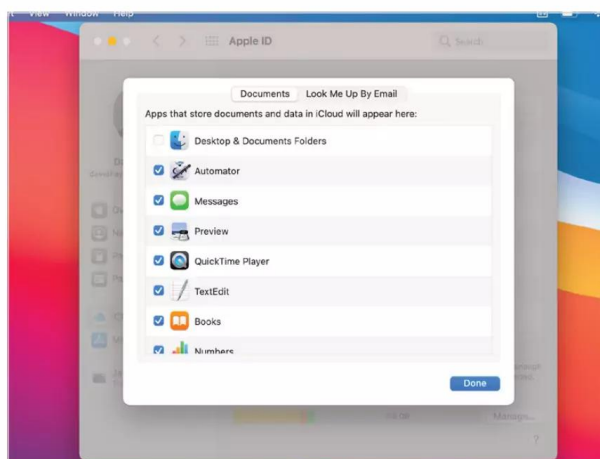 View Window Help
Apple ID
Search
Documents Look Me Up By Email
Apps that store documents and data in iCloud will appear here:
Desktop & Documents Folders
Automator
Messages
Preview
QuickTime Player
TextEdit
Books
Numbers
Done
Manage...
?